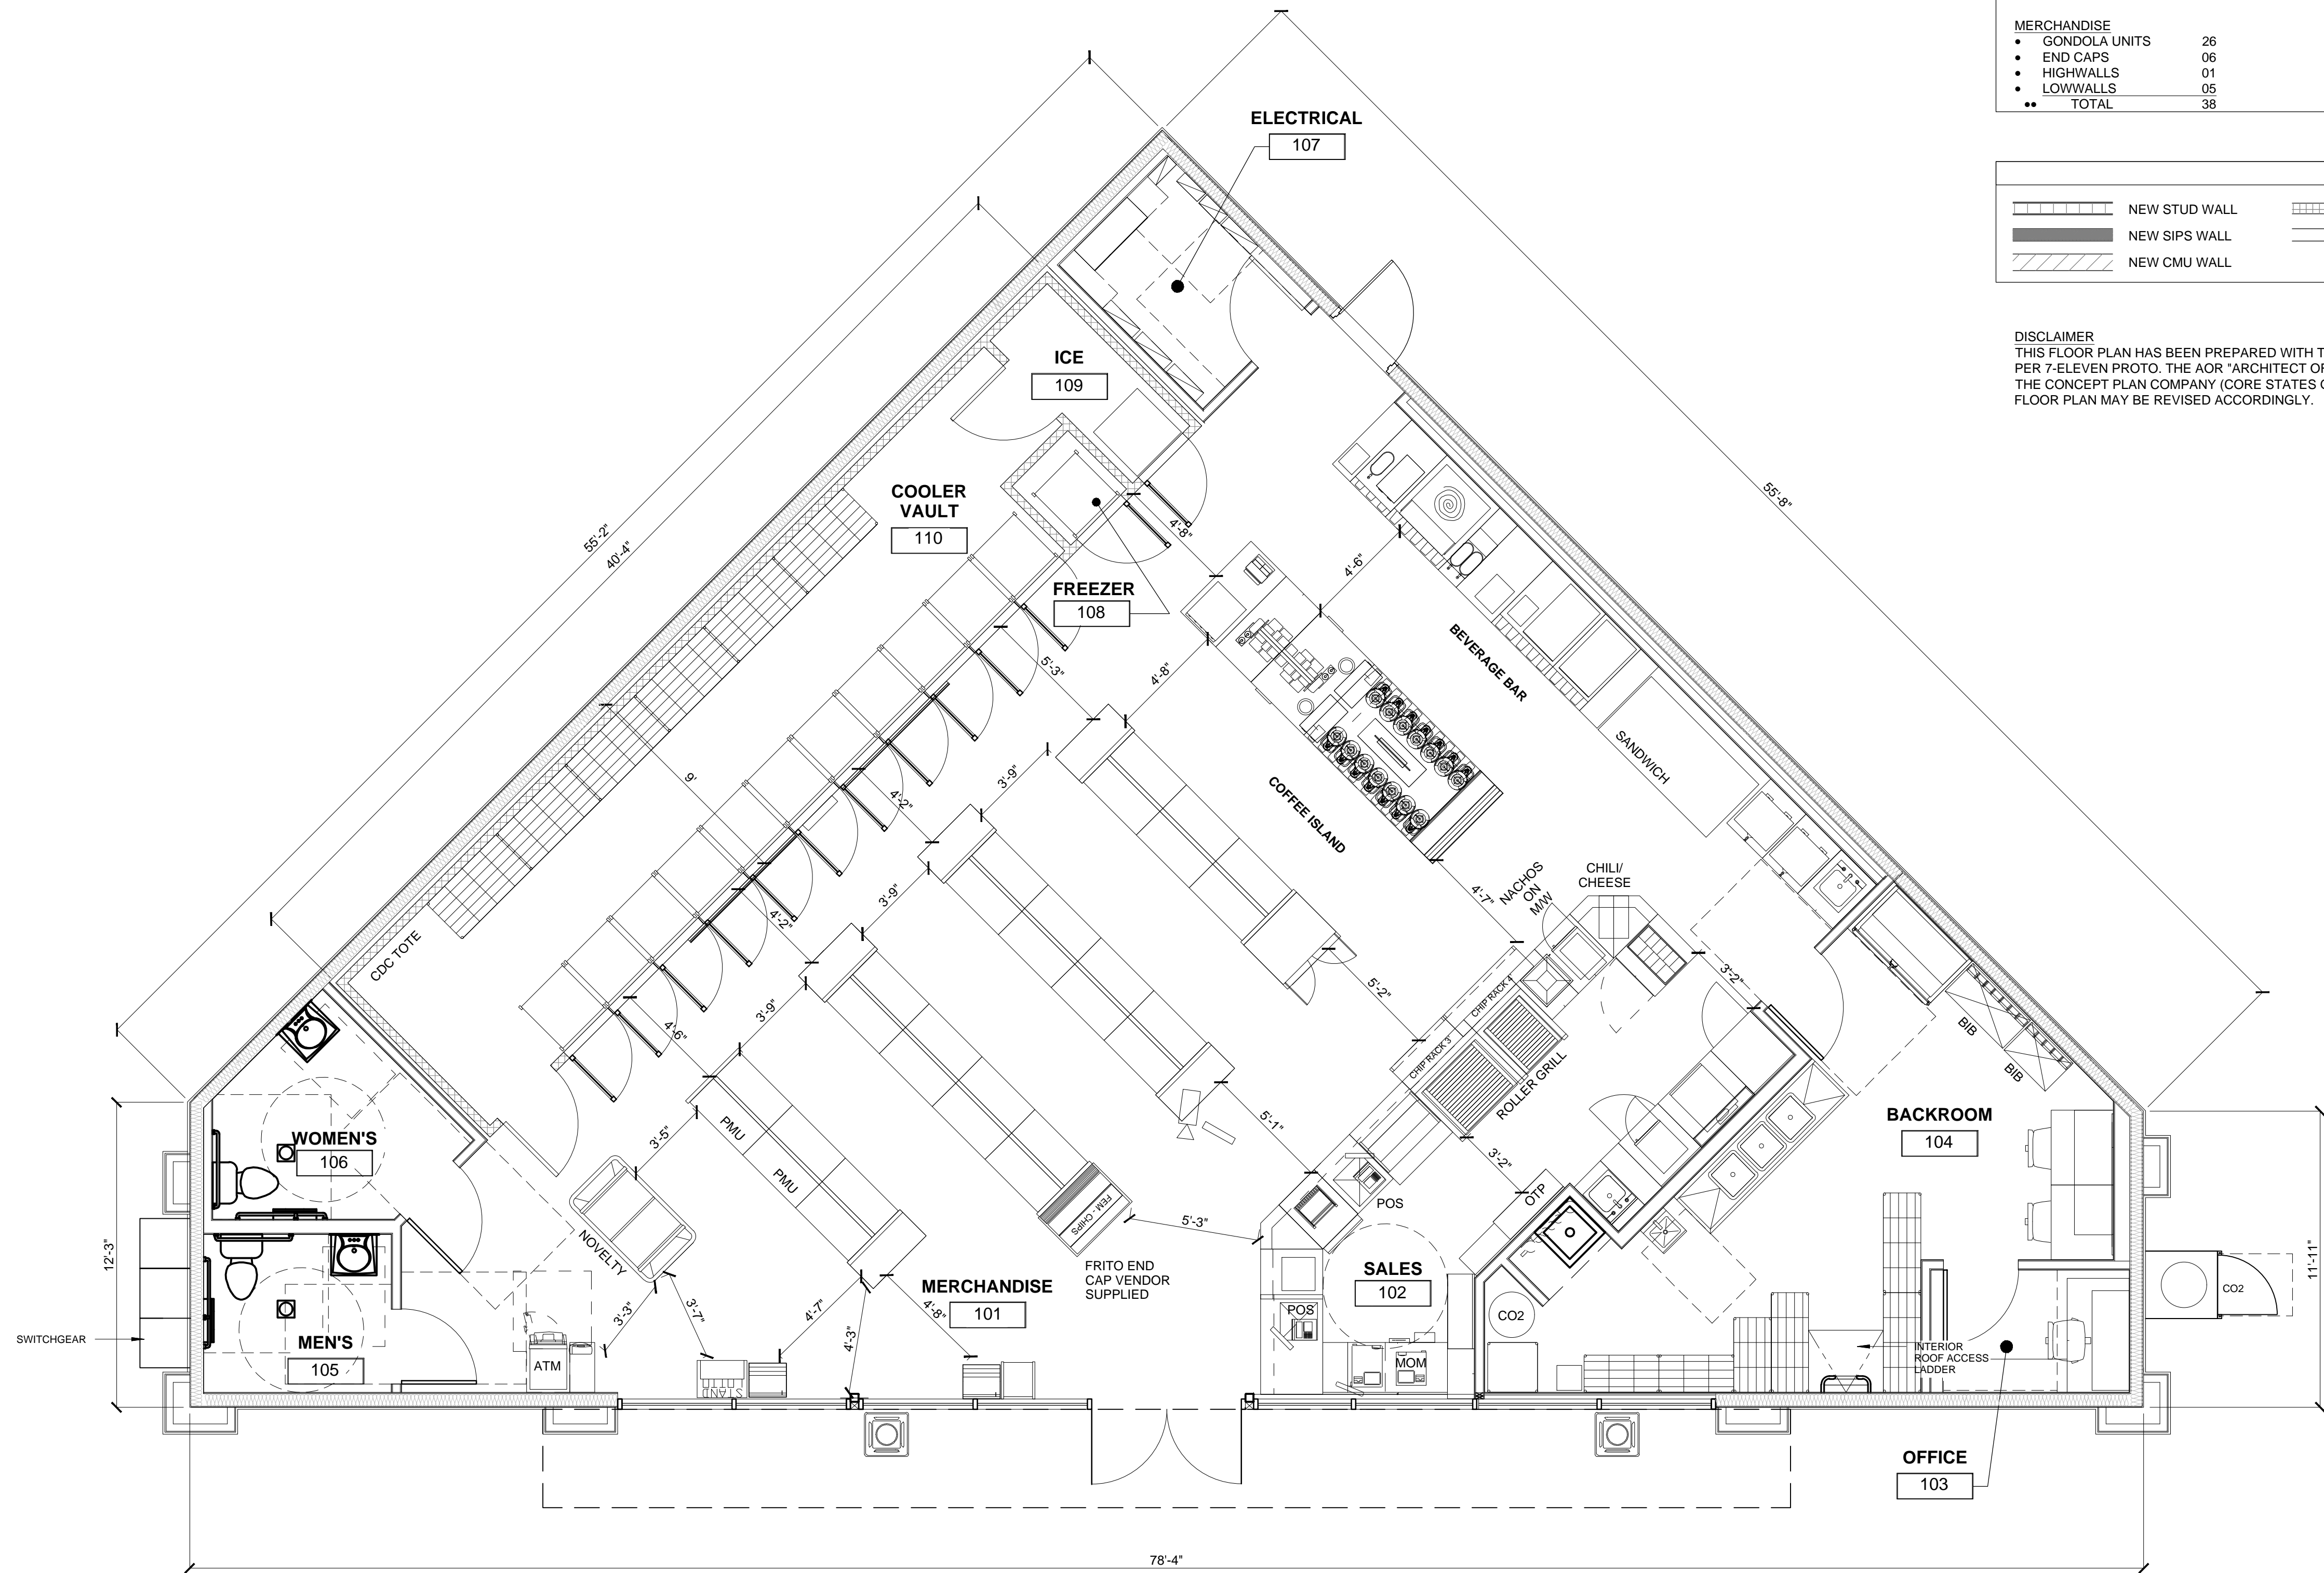 MERCHANDISE
● GONDOLA UNITS 26
● END CAPS 06
● HIGHWALLS 01
● LOWWALLS 05
●● TOTAL 38
NEW STUD WALL
NEW SIPS WALL
NEW CMU WALL
DISCLAIMER
THIS FLOOR PLAN HAS BEEN PREPARED WITH T
PER 7-ELEVEN PROTO. THE AOR "ARCHITECT OF
THE CONCEPT PLAN COMPANY (CORE STATES
FLOOR PLAN MAY BE REVISED ACCORDINGLY.
ELECTRICAL
107
ICE
109
COOLER
VAULT
110
FREEZER
108
55'-2"
40'-4"
55'-8"
4'-8"
4'-6"
5'-3"
4'-8"
BEVERAGE BAR
SANDWICH
COFFEE ISLAND
9'
4'-2"
3'-9"
4'-2"
3'-9"
4'-7"
NACHOS
ON
M/W
CHILI/
CHEESE
CDC TOTE
4'-6"
3'-9"
5'-2"
CHIP RACK 4
CHIP RACK 3
ROLLER GRILL
3'-2"
BIB
BIB
BACKROOM
104
WOMEN'S
106
3'-5"
PMU
PMU
5'-1"
3'-2"
OTP
POS
FEM - CHIPS
5'-3"
NOVELTY
FRITO END
CAP VENDOR
SUPPLIED
MERCHANDISE
101
SALES
102
12'-3"
11'-11"
CO2
3'-3"
3'-7"
4'-7"
4'-3"
4'-8"
POS
CO2
SWITCHGEAR
MEN'S
105
ATM
STAND
MOM
INTERIOR
ROOF ACCESS
LADDER
OFFICE
103
78'-4"